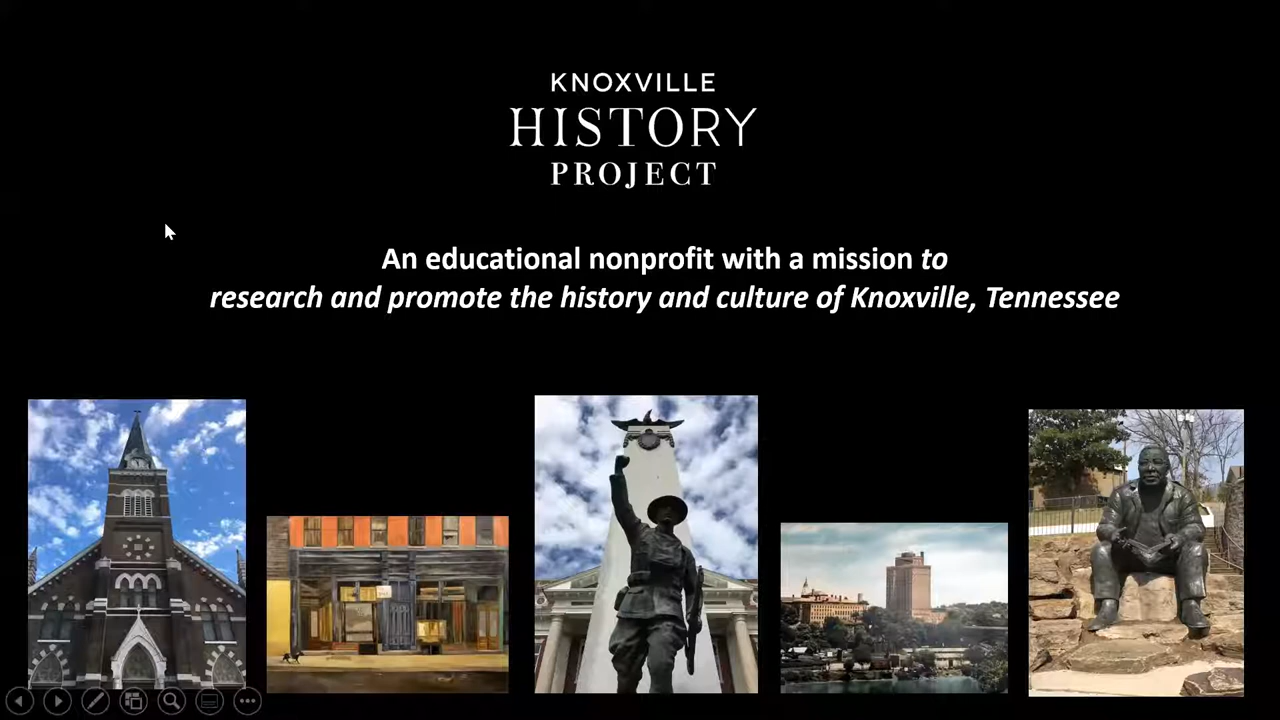 KNOXVILLE
HISTORY
PROJECT
An educational nonprofit with a mission to
research and promote the history and culture of Knoxville, Tennessee